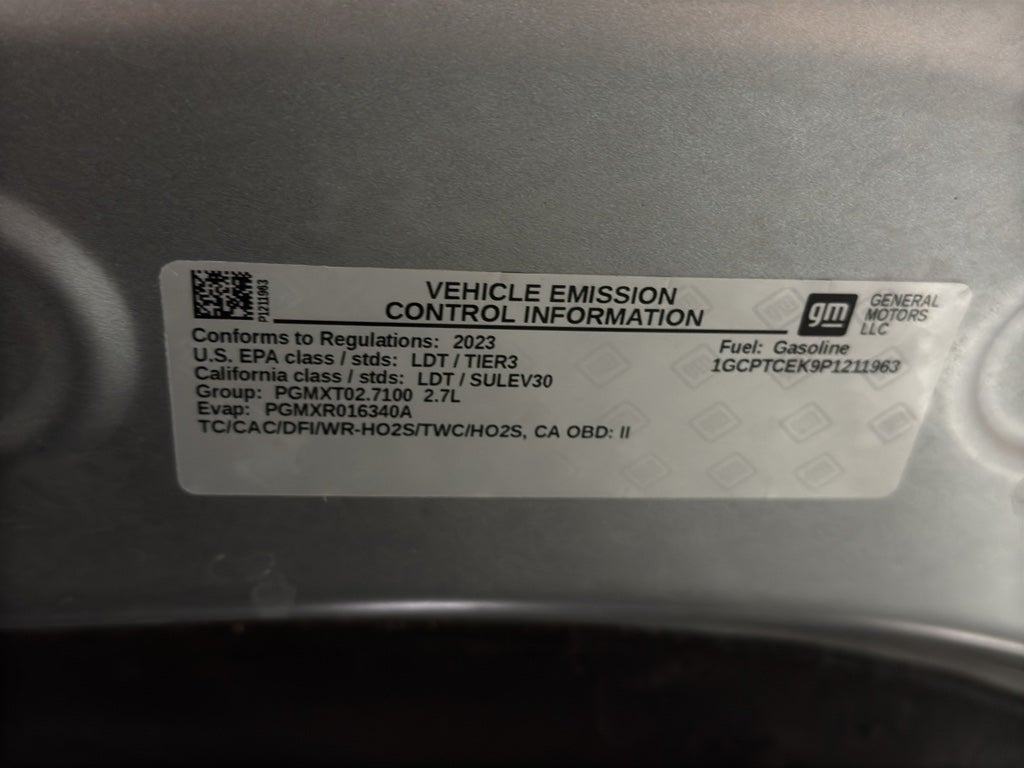 P1211963
VEHICLE EMISSION
CONTROL INFORMATION
gm
GENERAL
MOTORS
LLC
Conforms to Regulations: 2023
U.S. EPA class / stds: LDT / TIER3
California class / stds: LDT / SULEV30
Group: PGMXT02.7100 2.7L
Evap: PGMXR016340A
TC/CAC/DFI/WR-HO2S/TWC/HO2S, CA OBD: II
Fuel: Gasoline
1GCPTCEK9P1211963